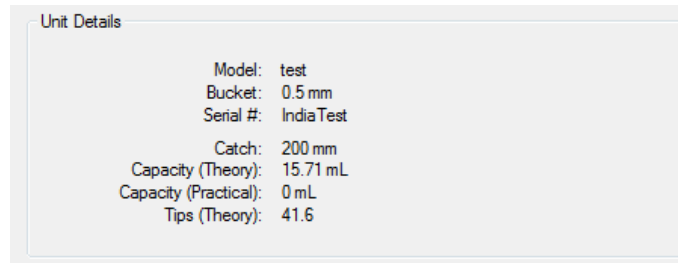 Unit Details
Model: test
Bucket: 0.5 mm
Serial #: IndiaTest
Catch: 200 mm
Capacity (Theory): 15.71 mL
Capacity (Practical): 0 mL
Tips (Theory): 41.6